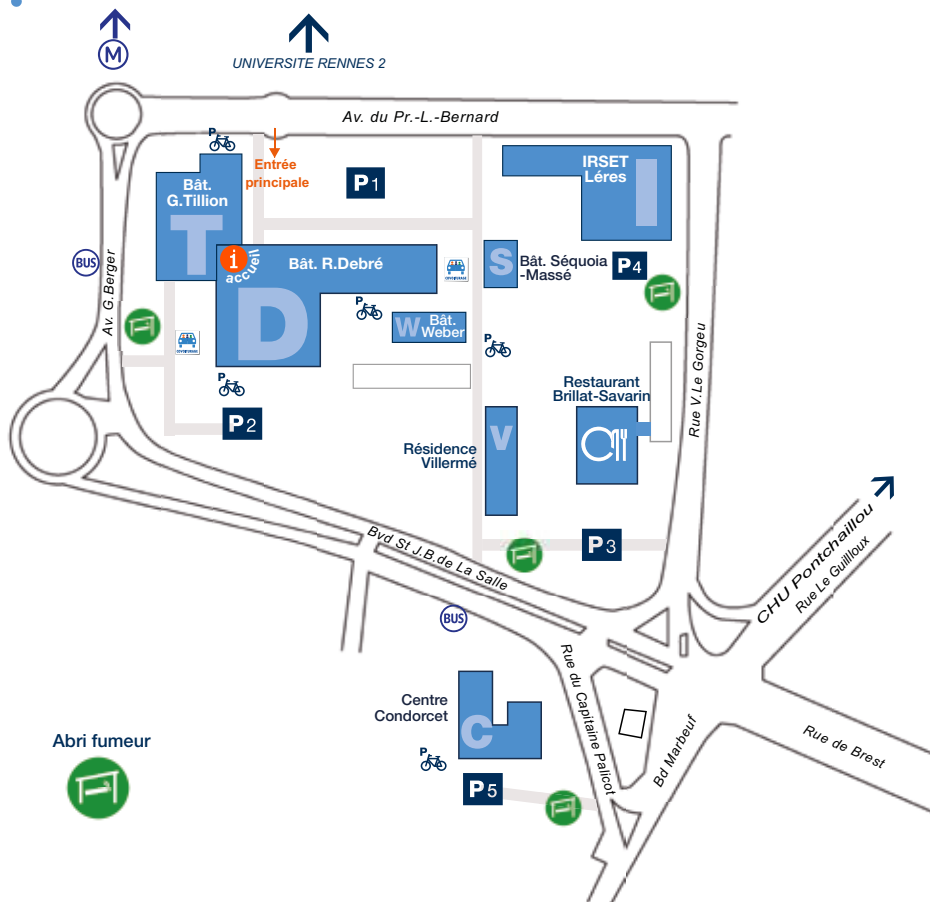 M
UNIVERSITE RENNES 2
Av. du Pr.-L.-Bernard
P
Entrée
principale
P1
IRSET
Léres
I
Bât.
G.Tillion
T
BUS
Av. G.Berger
i
accueil
Bât. R.Debré
D
S
Bât. Séquoia
-Massé
P4
P
W
Bât.
Weber
P
P
P2
Rue V.Le Gorgeu
Restaurant
Brillat-Savarin
V
Résidence
Villermé
P3
Bvd St J.B.de La Salle
BUS
CHU Pontchaillou
Rue Le Guillloux
Rue du Capitaine Palicot
Centre
Condorcet
C
P
P5
Bd Marbeuf
Rue de Brest
Abri fumeur